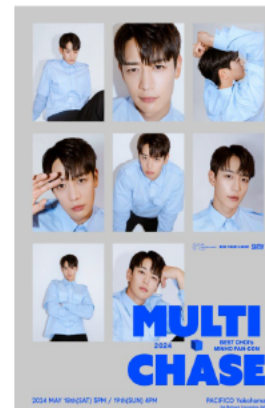 MULTI
2024
BEST CHOI's
MINHO FAN-CON
CHASE
2024 MAY 18th(SAT) 5PM / 19th(SUN) 4PM
PACIFICO Yokohama